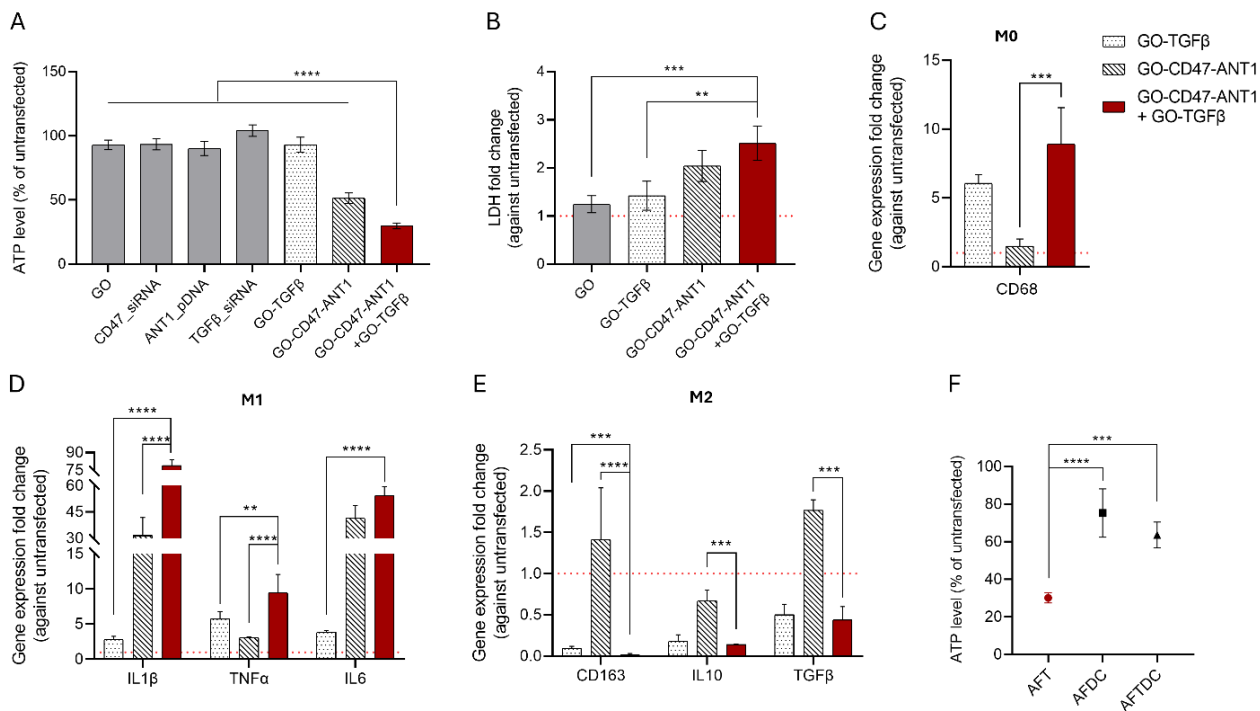 A
ATP level (% of untransfected)
150
100
50
0
****
GO
CD47_siRNA
ANT1_pDNA
TGFβ_siRNA
GO-TGFβ
GO-CD47-ANT1
GO-CD47-ANT1
+GO-TGFβ
B
LDH fold change
(against untransfected)
4
3
2
1
0
***
**
GO
GO-TGFβ
GO-CD47-ANT1
GO-CD47-ANT1
+GO-TGFβ
C
M0
Gene expression fold change
(against untransfected)
15
10
5
0
***
CD68
GO-TGFβ
GO-CD47-ANT1
GO-CD47-ANT1
+ GO-TGFβ
D
M1
Gene expression fold change
(against untransfected)
90
75
60
45
30
15
10
5
0
****
****
**
****
****
IL1β
TNFα
IL6
E
M2
Gene expression fold change
(against untransfected)
2.5
2.0
1.5
1.0
0.5
0.0
***
****
***
***
CD163
IL10
TGFβ
F
ATP level (% of untransfected)
100
80
60
40
20
0
***
****
AFT
AFDC
AFTDC